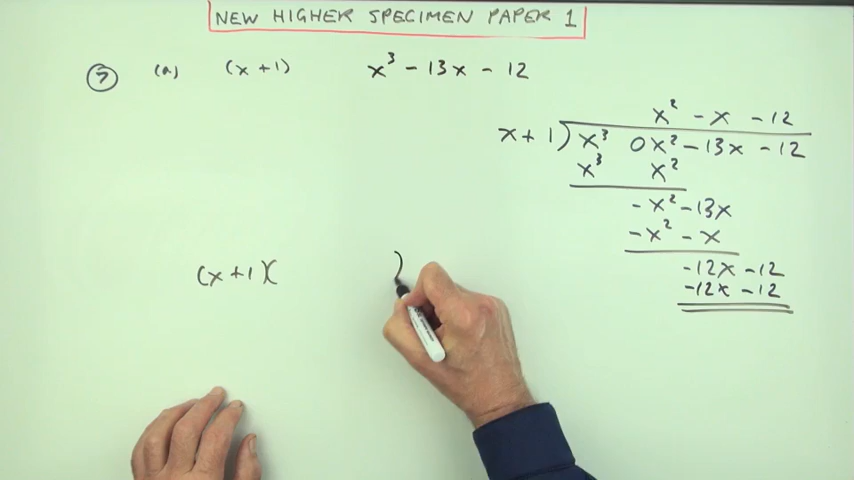 NEW HIGHER SPECIMEN PAPER 1
7 (a) (x + 1) x³ - 13x - 12
x² - x - 12
x + 1 ) x³ 0x² - 13x - 12
x³ x²
- x² - 13x
- x² - x
- 12x - 12
- 12x - 12
(x + 1)( )